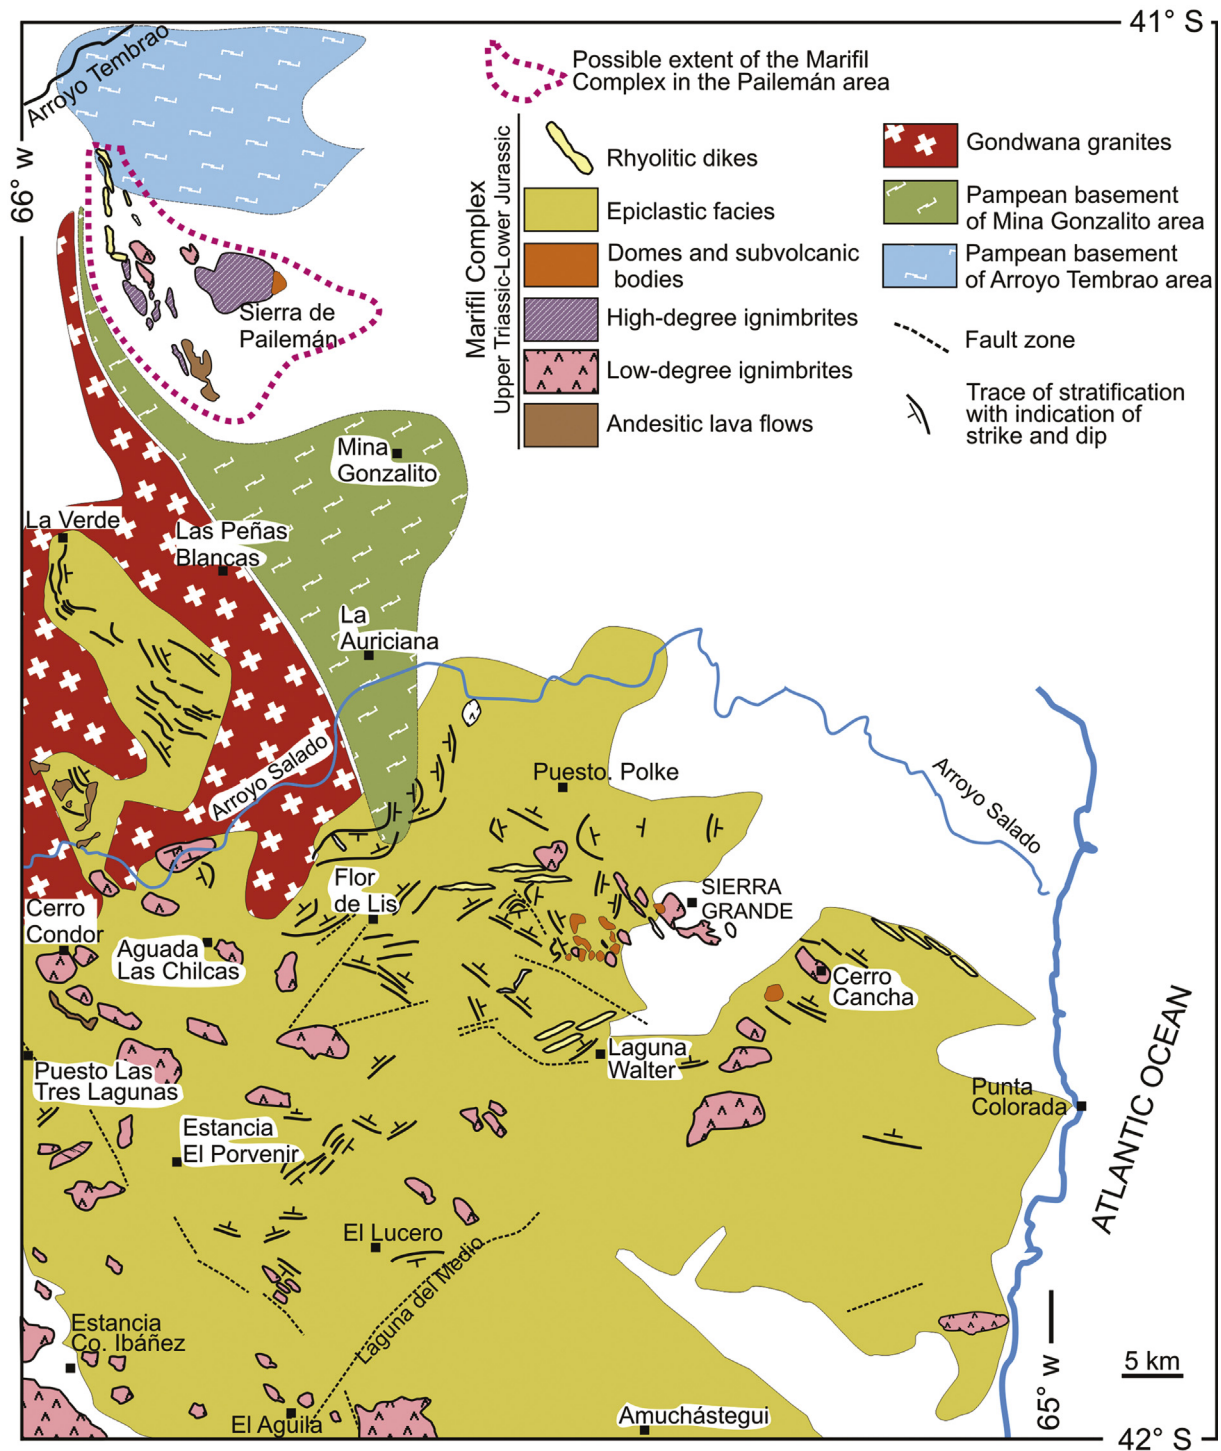 41° S
Arroyo Tembrao
66° w
Possible extent of the Marifil
Complex in the Pailemán area
Marifil Complex
Upper Triassic-Lower Jurassic
Rhyolitic dikes
Epiclastic facies
Domes and subvolcanic
bodies
High-degree ignimbrites
Low-degree ignimbrites
Andesitic lava flows
Gondwana granites
Pampean basement
of Mina Gonzalito area
Pampean basement
of Arroyo Tembrao area
Fault zone
Trace of stratification
with indication of
strike and dip
Sierra de
Pailemán
Mina
Gonzalito
La Verde
Las Peñas
Blancas
La
Auriciana
Arroyo Salado
Puesto. Polke
Arroyo Salado
Flor
de Lis
SIERRA
GRANDE
Cerro
Condor
Aguada
Las Chilcas
Cerro
Cancha
Laguna
Walter
Puesto Las
Tres Lagunas
Punta
Colorada
ATLANTIC OCEAN
Estancia
El Porvenir
El Lucero
Laguna del Medio
Estancia
Co. Ibáñez
El Aguila
Amuchástegui
65° w
5 km
42° S